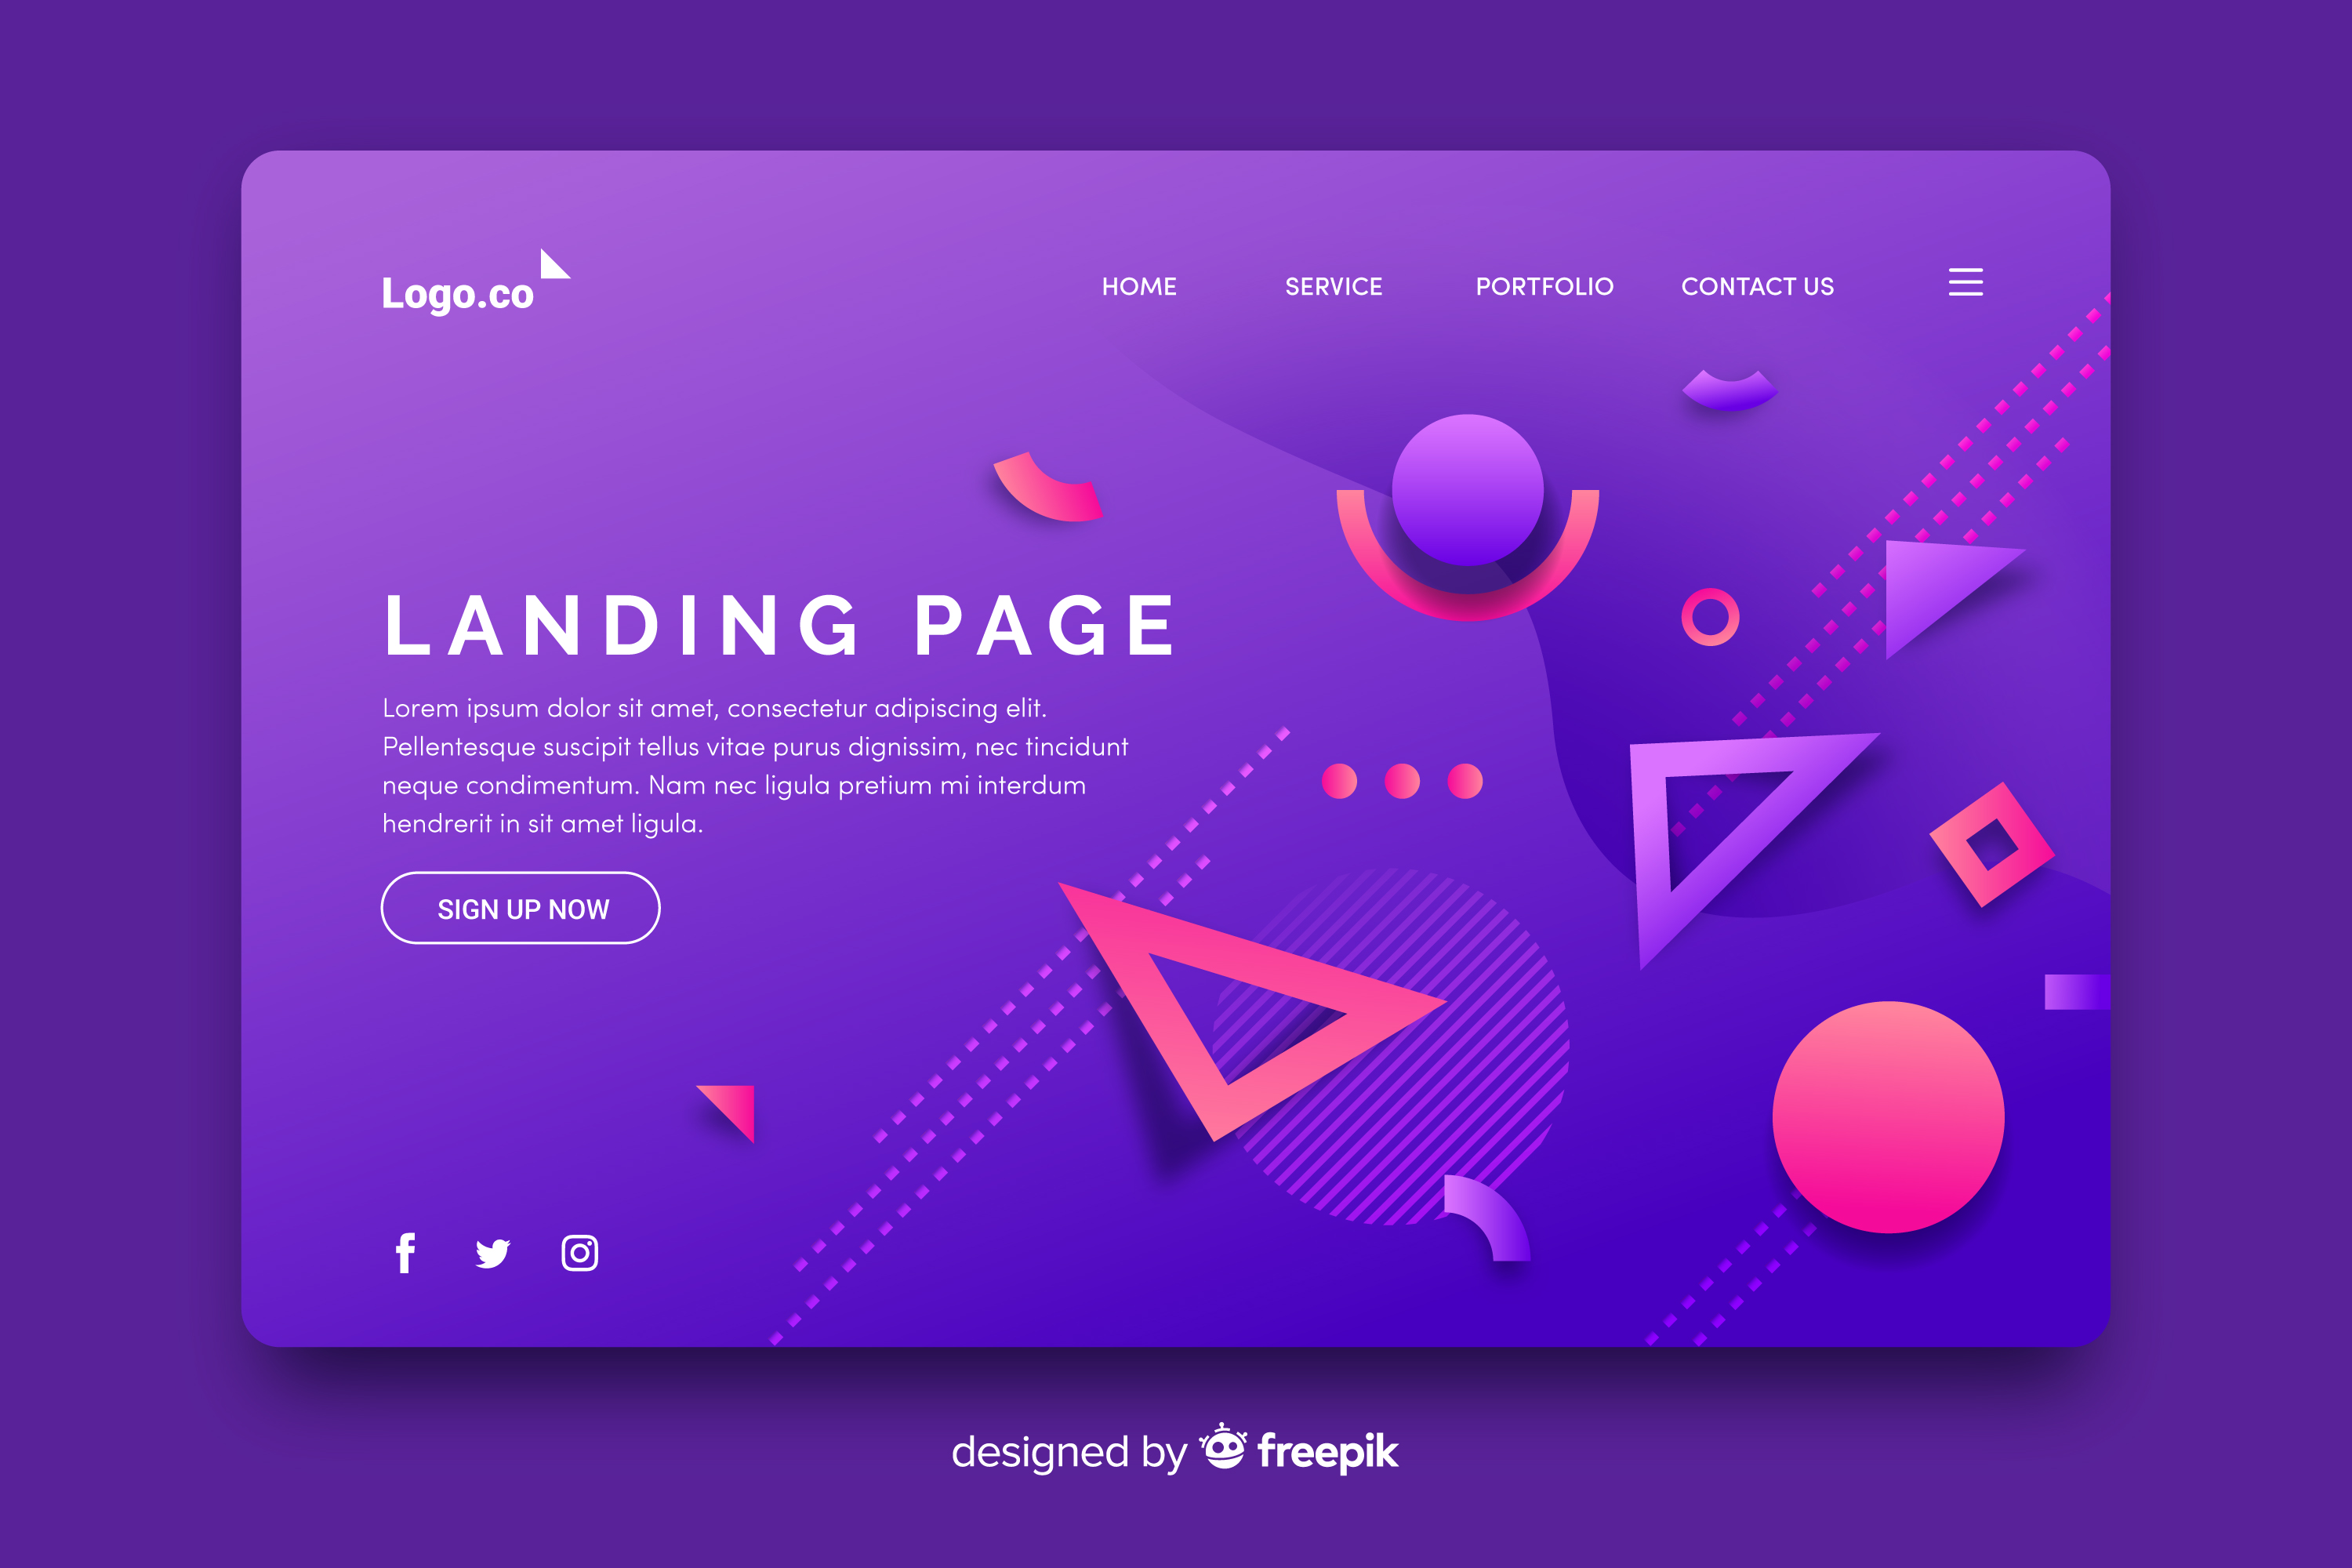 Logo.co
HOME SERVICE PORTFOLIO CONTACT US
LANDING PAGE
Lorem ipsum dolor sit amet, consectetur adipiscing elit.
Pellentesque suscipit tellus vitae purus dignissim, nec tincidunt
neque condimentum. Nam nec ligula pretium mi interdum
hendrerit in sit amet ligula.
SIGN UP NOW
designed by freepik